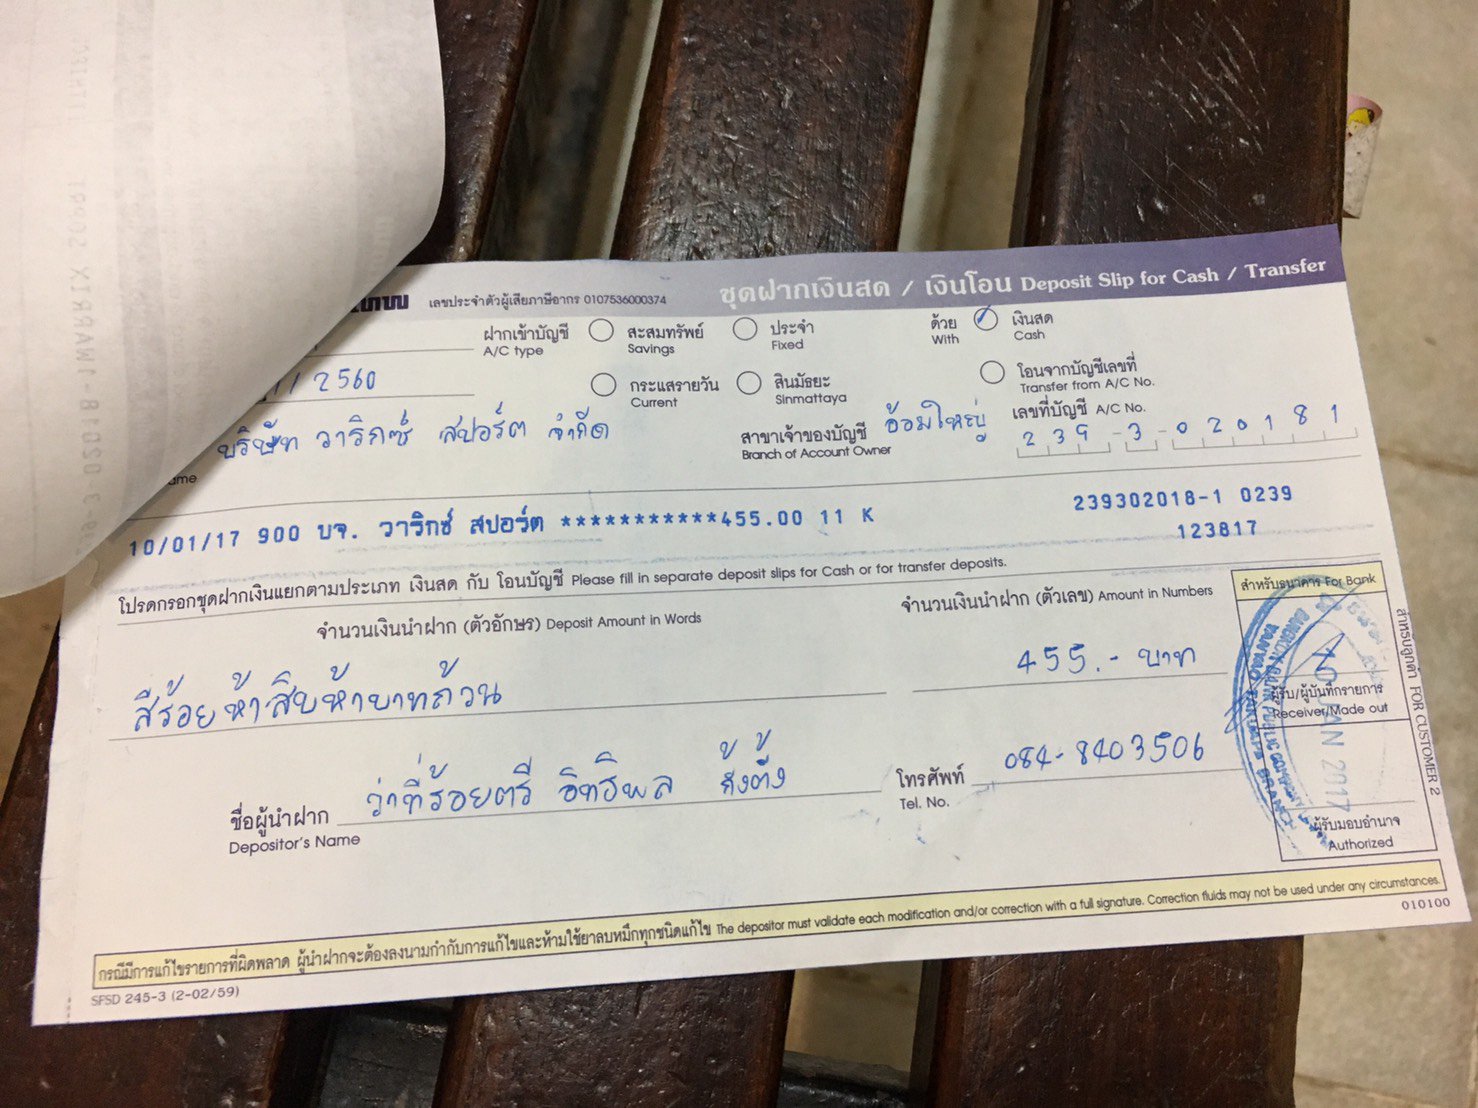 เลขประจำตัวผู้เสียภาษีอากร 0107536000374
ชุดฝากเงินสด / เงินโอน Deposit Slip for Cash / Transfer
ฝากเข้าบัญชี สะสมทรัพย์ ประจำ ด้วย เงินสด
A/C type Savings Fixed With Cash
/ 2560 กระแสรายวัน สินมัธยะ โอนจากบัญชีเลขที่
Current Sinmattaya Transfer from A/C No.
บริษัท วาริกซ์ สปอร์ต จำกัด สาขาเจ้าของบัญชี อ้อมใหญ่ เลขที่บัญชี A/C No.
Branch of Account Owner 239-3-020181
10/01/17 900 บจ. วาริกซ์ สปอร์ต ***********455.00 11 K 239302018-1 0239
123817
โปรดกรอกชุดฝากเงินแยกตามประเภท เงินสด กับ โอนบัญชี Please fill in separate deposit slips for Cash or for transfer deposits.
จำนวนเงินนำฝาก (ตัวอักษร) Deposit Amount in Words จำนวนเงินนำฝาก (ตัวเลข) Amount in Numbers สำหรับธนาคาร For Bank
สี่ร้อยห้าสิบห้าบาทถ้วน 455.- บาท
ผู้รับ/ผู้บันทึกรายการ
Receiver/Made out
ชื่อผู้นำฝาก ว่าที่ร้อยตรี อิทธิพล กั้งตั้ง โทรศัพท์ 084-8403506
Depositor's Name Tel. No.
10 JAN 2017
ผู้รับมอบอำนาจ
Authorized
สำหรับลูกค้า FOR CUSTOMER 2
กรณีมีการแก้ไขรายการที่ผิดพลาด ผู้นำฝากจะต้องลงนามกำกับการแก้ไขและห้ามใช้ยาลบหมึกทุกชนิดแก้ไข The depositor must validate each modification and/or correction with a full signature. Correction fluids may not be used under any circumstances.
SFSD 245-3 (2-02/59) 010100